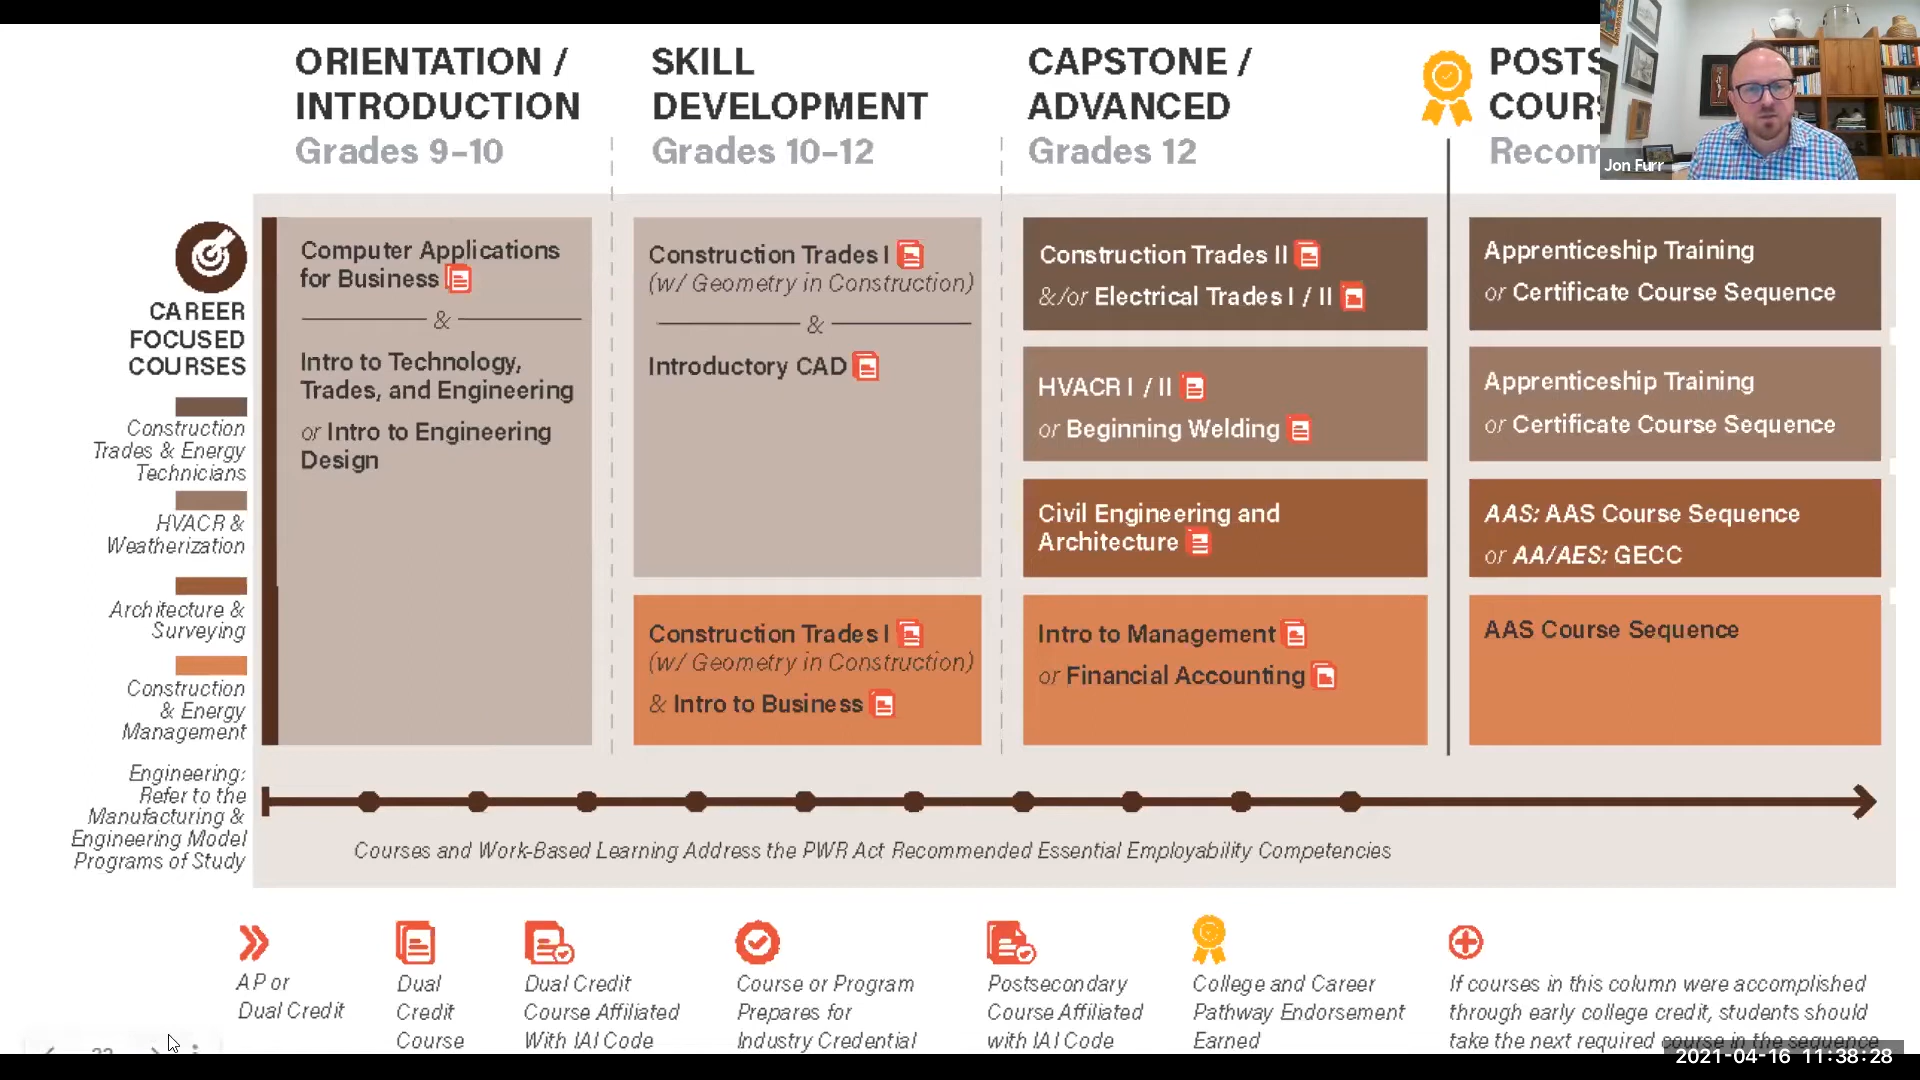 ORIENTATION /
INTRODUCTION
Grades 9–10
SKILL
DEVELOPMENT
Grades 10–12
CAPSTONE /
ADVANCED
Grades 12
Jon Furr
CAREER
FOCUSED
COURSES
Construction
Trades & Energy
Technicians
HVACR &
Weatherization
Architecture &
Surveying
Construction
& Energy
Management
Engineering:
Refer to the
Manufacturing &
Engineering Model
Programs of Study
Computer Applications
for Business
&
Intro to Technology,
Trades, and Engineering
or Intro to Engineering
Design
Construction Trades I
(w/ Geometry in Construction)
&
Introductory CAD
Construction Trades I
(w/ Geometry in Construction)
& Intro to Business
Construction Trades II
&/or Electrical Trades I / II
HVACR I / II
or Beginning Welding
Civil Engineering and
Architecture
Intro to Management
or Financial Accounting
Apprenticeship Training
or Certificate Course Sequence
Apprenticeship Training
or Certificate Course Sequence
AAS: AAS Course Sequence
or AA/AES: GECC
AAS Course Sequence
Courses and Work-Based Learning Address the PWR Act Recommended Essential Employability Competencies
AP or
Dual Credit
Dual
Credit
Course
Dual Credit
Course Affiliated
With IAI Code
Course or Program
Prepares for
Industry Credential
Postsecondary
Course Affiliated
with IAI Code
College and Career
Pathway Endorsement
Earned
If courses in this column were accomplished
through early college credit, students should
take the next required course in the sequence
2021-04-16 11:38:28